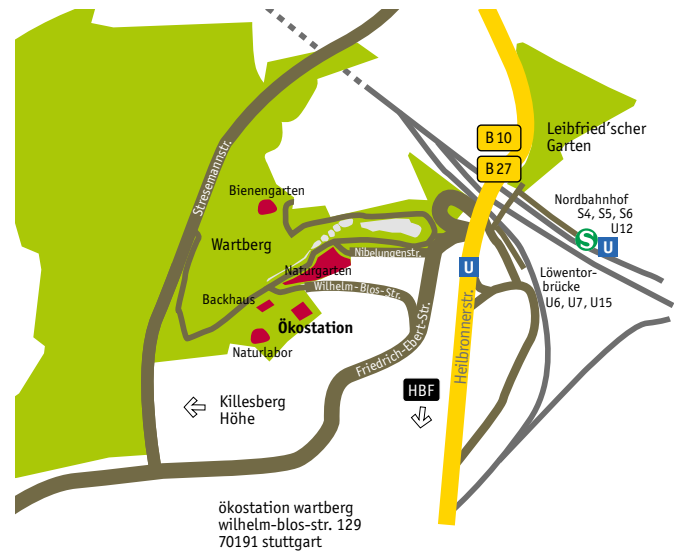 B 10
B 27
Leibfried'scher
Garten
Stresemannstr.
Bienengarten
Nordbahnhof
S4, S5, S6
U12
S
U
Wartberg
Nibelungenstr.
U
Naturgarten
Löwentor-
brücke
U6, U7, U15
Wilhelm-Blos-Str.
Backhaus
Ökostation
Naturlabor
Friedrich-Ebert-Str.
Heilbronnerstr.
HBF
Killesberg
Höhe
ökostation wartberg
wilhelm-blos-str. 129
70191 stuttgart